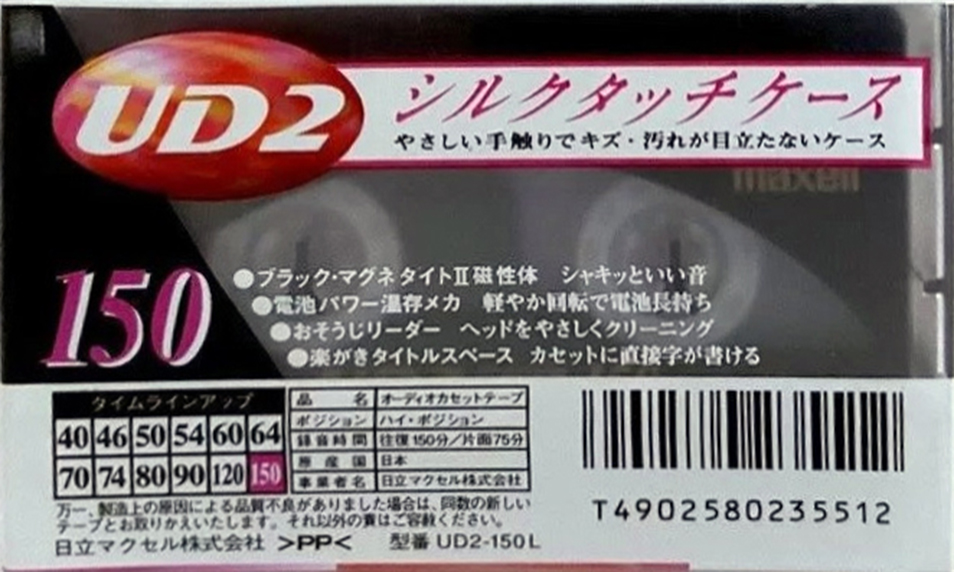 UD2
シルクタッチケース
やさしい手触りでキズ・汚れが目立たないケース
maxell
150
●ブラック・マグネタイトⅡ磁性体 シャキッといい音
●電池パワー温存メカ 軽やか回転で電池長持ち
●おそうじリーダー ヘッドをやさしくクリーニング
●楽がきタイトルスペース カセットに直接字が書ける
タイムラインアップ
40 46 50 54 60 64
70 74 80 90 120 150
品名 オーディオカセットテープ
ポジション ハイ・ポジション
録音時間 往復150分/片面75分
原産国 日本
事業者名 日立マクセル株式会社
万一、製造上の原因による品質不良がありました場合は、同数の新しい
テープとお取りかえいたします。それ以外の責はご容赦ください。
日立マクセル株式会社 >PP< 型番 UD2-150L
T4902580235512